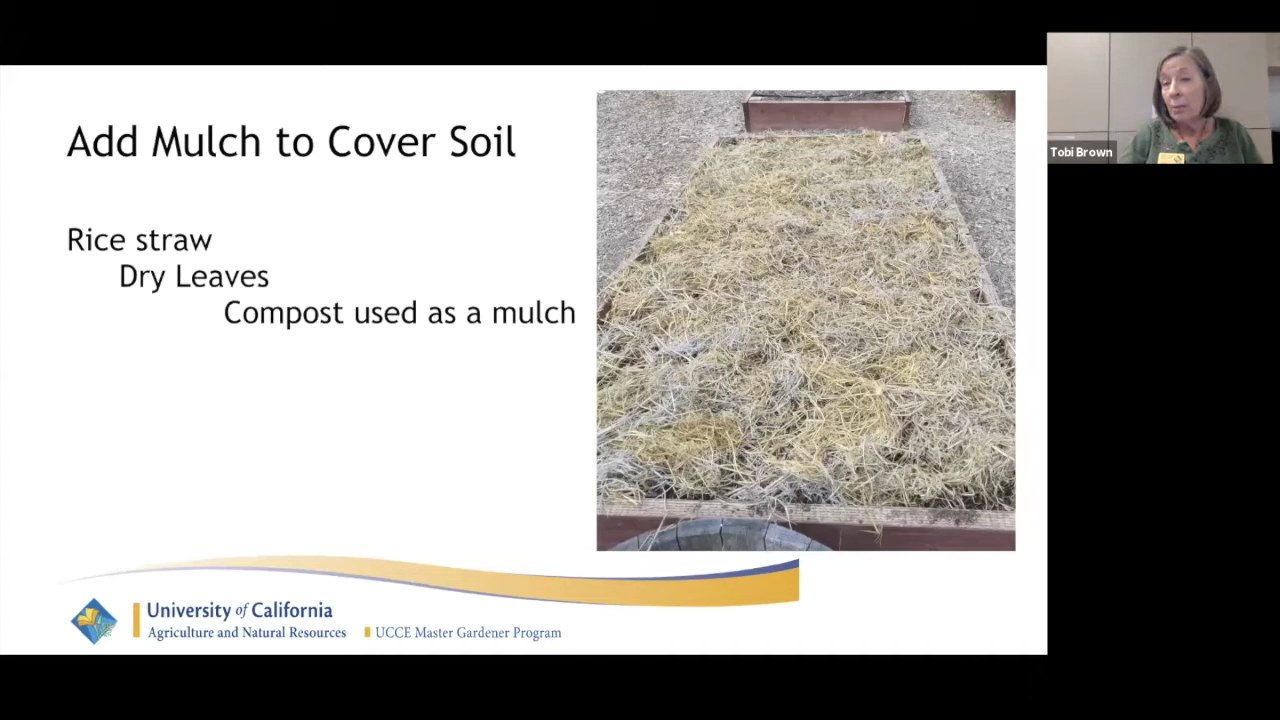 Add Mulch to Cover Soil
Rice straw
Dry Leaves
Compost used as a mulch
University of California
Agriculture and Natural Resources
UCCE Master Gardener Program
Tobi Brown